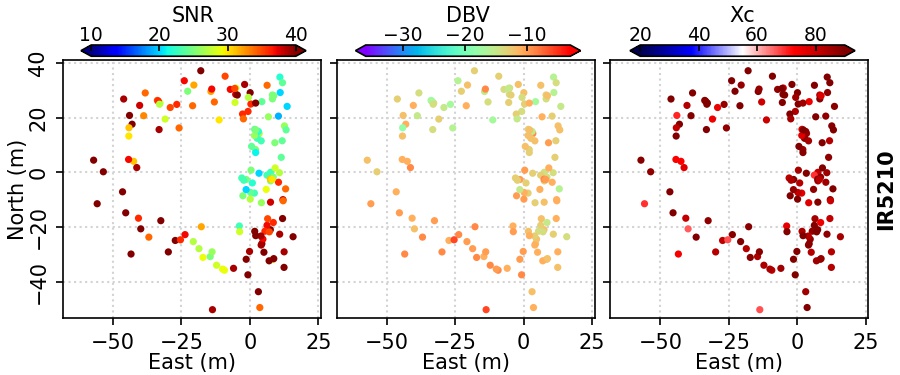 SNR DBV Xc
10 20 30 40 −30 −20 −10 20 40 60 80
40
20
0
−20
−40
North (m)
IR5210
−50 −25 0 25 −50 −25 0 25 −50 −25 0 25
East (m) East (m) East (m)